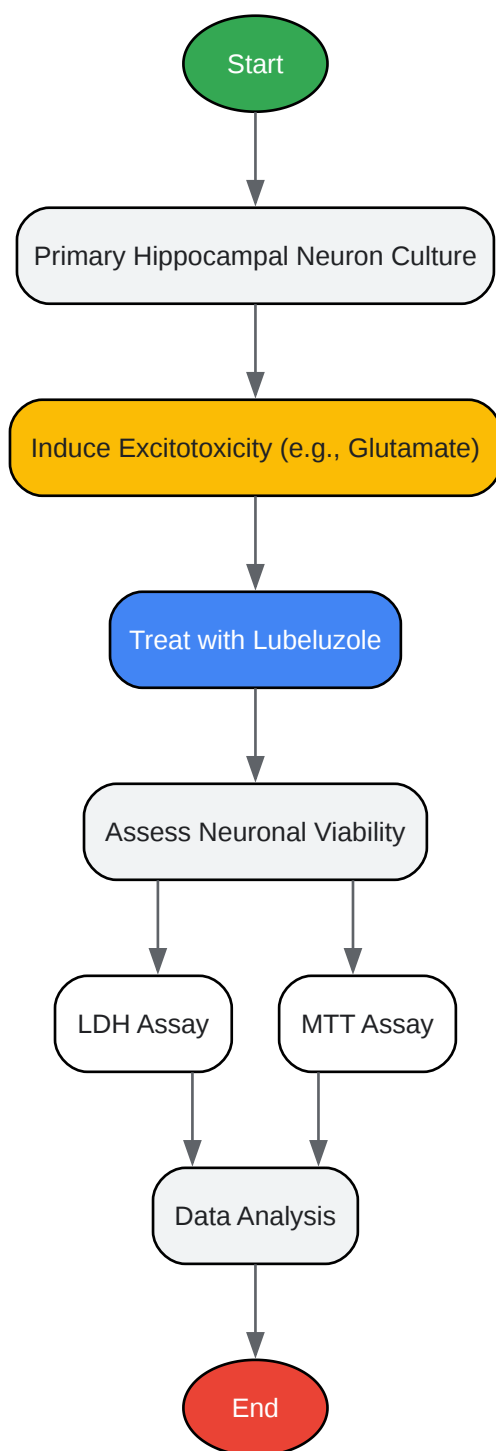 Start
Primary Hippocampal Neuron Culture
Induce Excitotoxicity (e.g., Glutamate)
Treat with Lubeluzole
Assess Neuronal Viability
LDH Assay
MTT Assay
Data Analysis
End